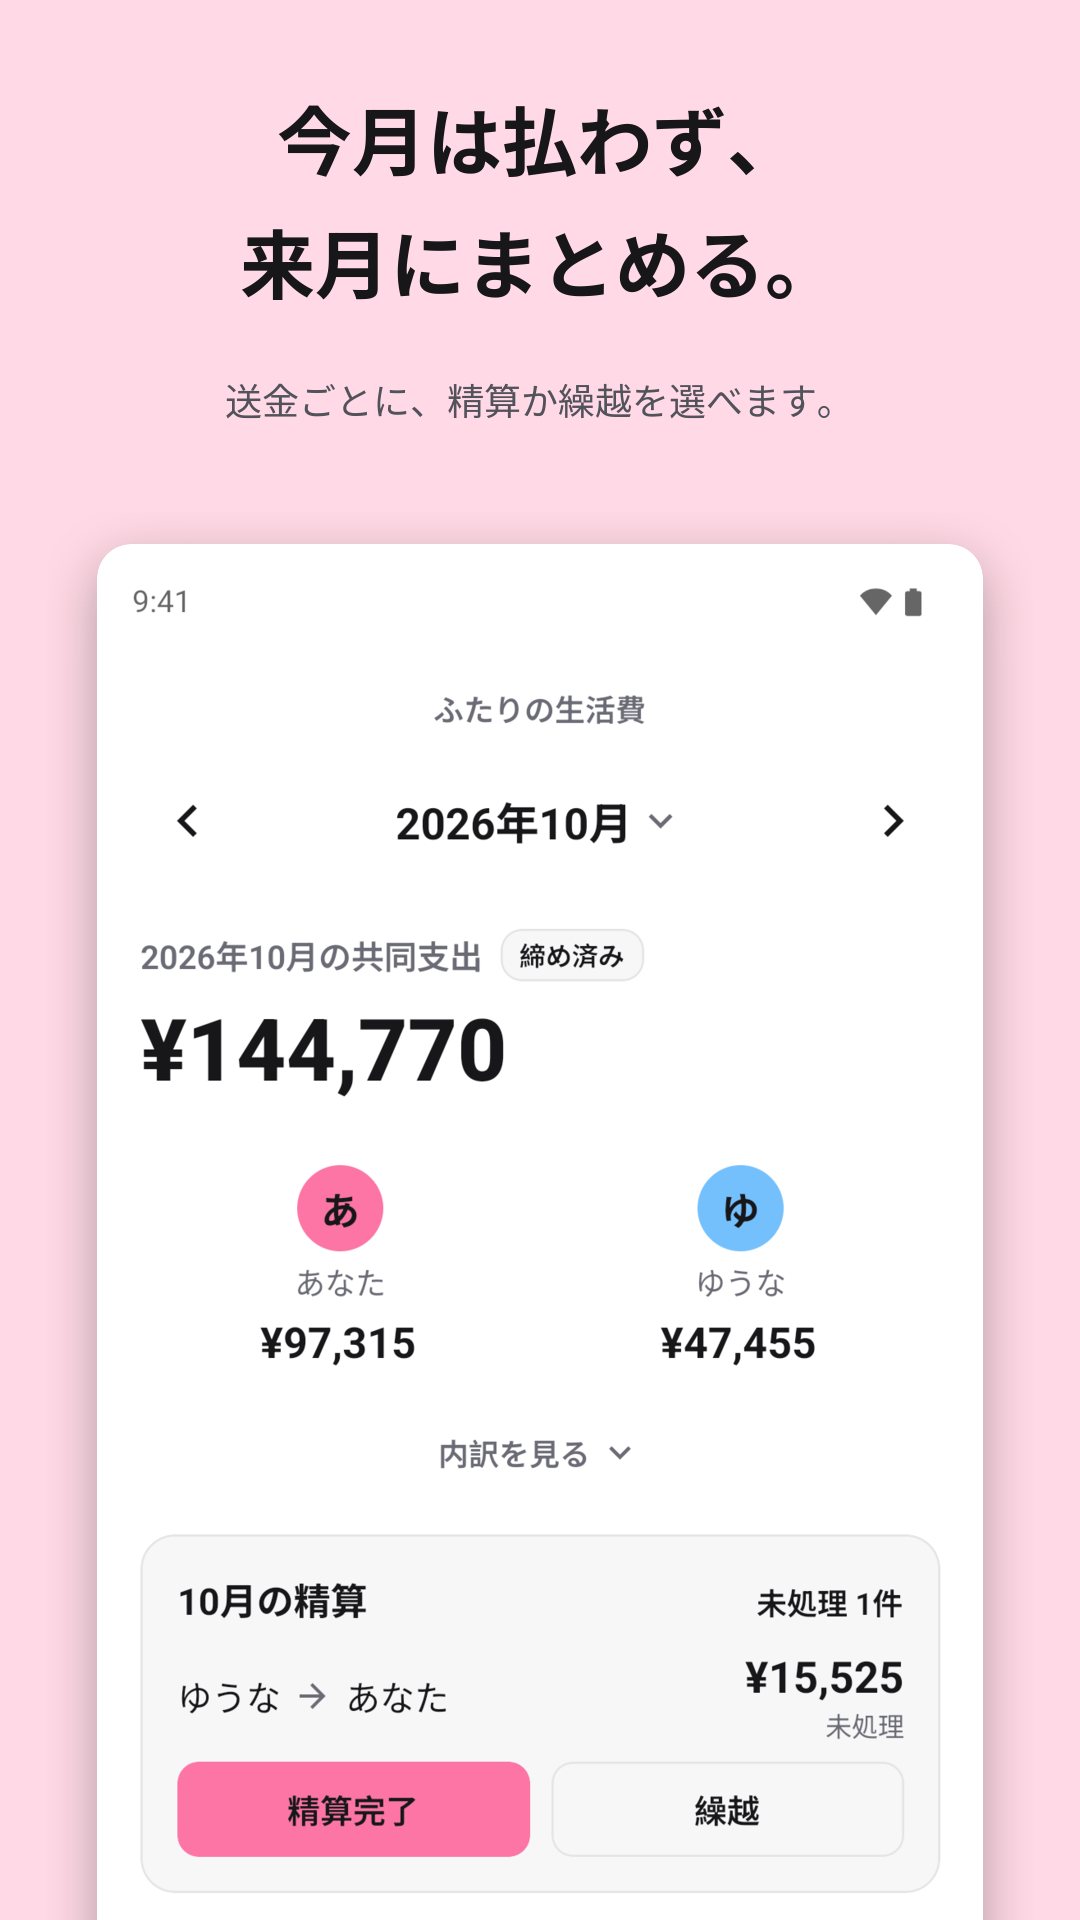 今月は払わず、
来月にまとめる。
送金ごとに、精算か繰越を選べます。
9:41
ふたりの生活費
2026年10月
2026年10月の共同支出 締め済み
¥144,770
あ ゆ
あなた ゆうな
¥97,315 ¥47,455
内訳を見る
10月の精算 未処理 1件
ゆうな → あなた ¥15,525
未処理
精算完了 繰越